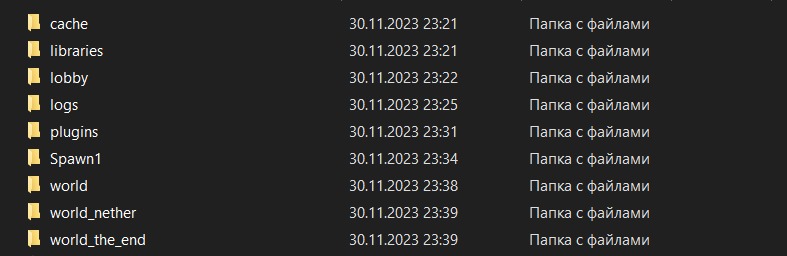 cache 30.11.2023 23:21 Папка с файлами
libraries 30.11.2023 23:21 Папка с файлами
lobby 30.11.2023 23:22 Папка с файлами
logs 30.11.2023 23:25 Папка с файлами
plugins 30.11.2023 23:31 Папка с файлами
Spawn1 30.11.2023 23:34 Папка с файлами
world 30.11.2023 23:38 Папка с файлами
world_nether 30.11.2023 23:39 Папка с файлами
world_the_end 30.11.2023 23:39 Папка с файлами